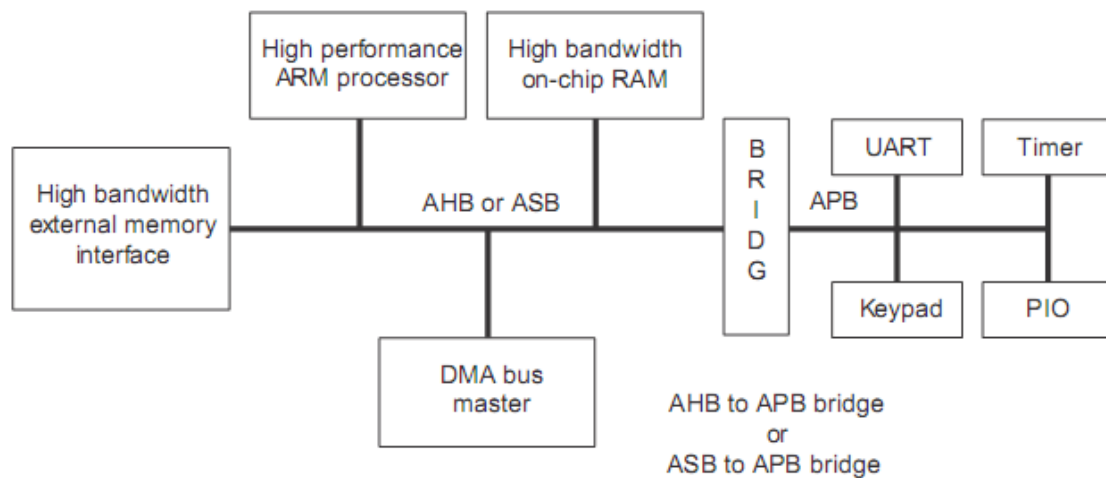 High performance
ARM processor
High bandwidth
on-chip RAM
High bandwidth
external memory
interface
AHB or ASB
B
R
I
D
G
APB
UART
Timer
Keypad
PIO
DMA bus
master
AHB to APB bridge
or
ASB to APB bridge